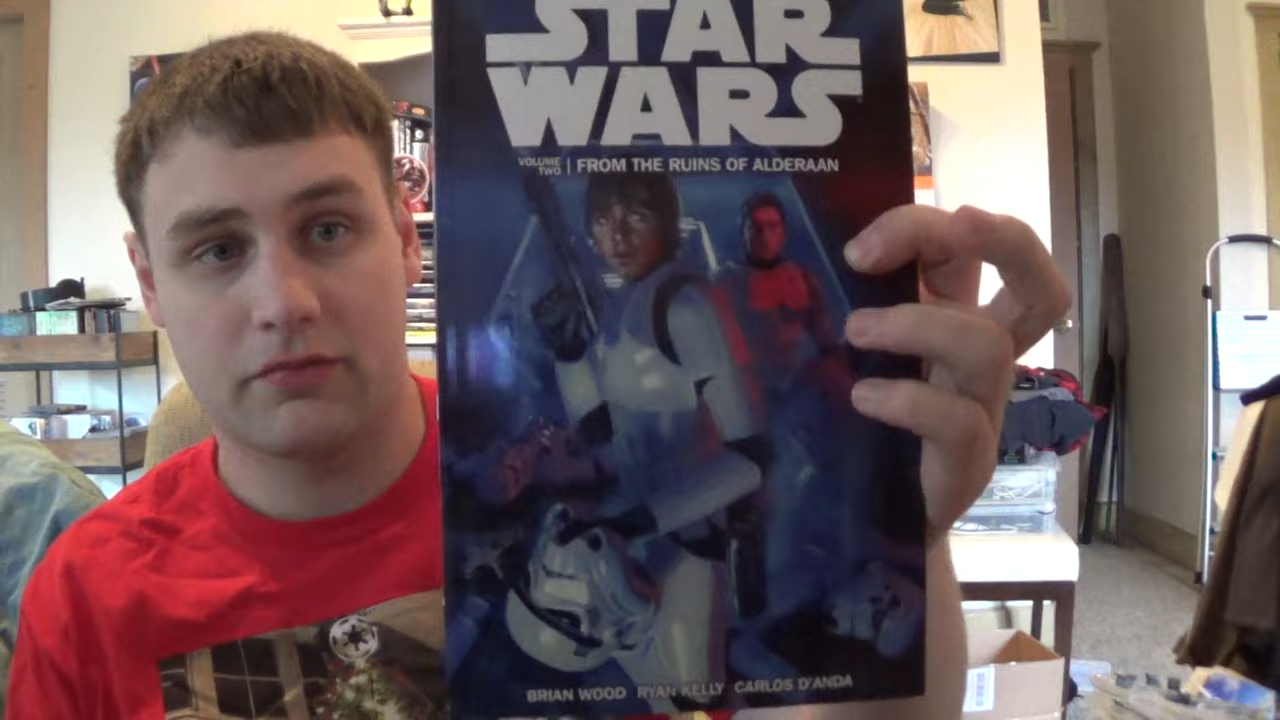 STAR
WARS
VOLUME TWO | FROM THE RUINS OF ALDERAAN
BRIAN WOOD RYAN KELLY CARLOS D'ANDA